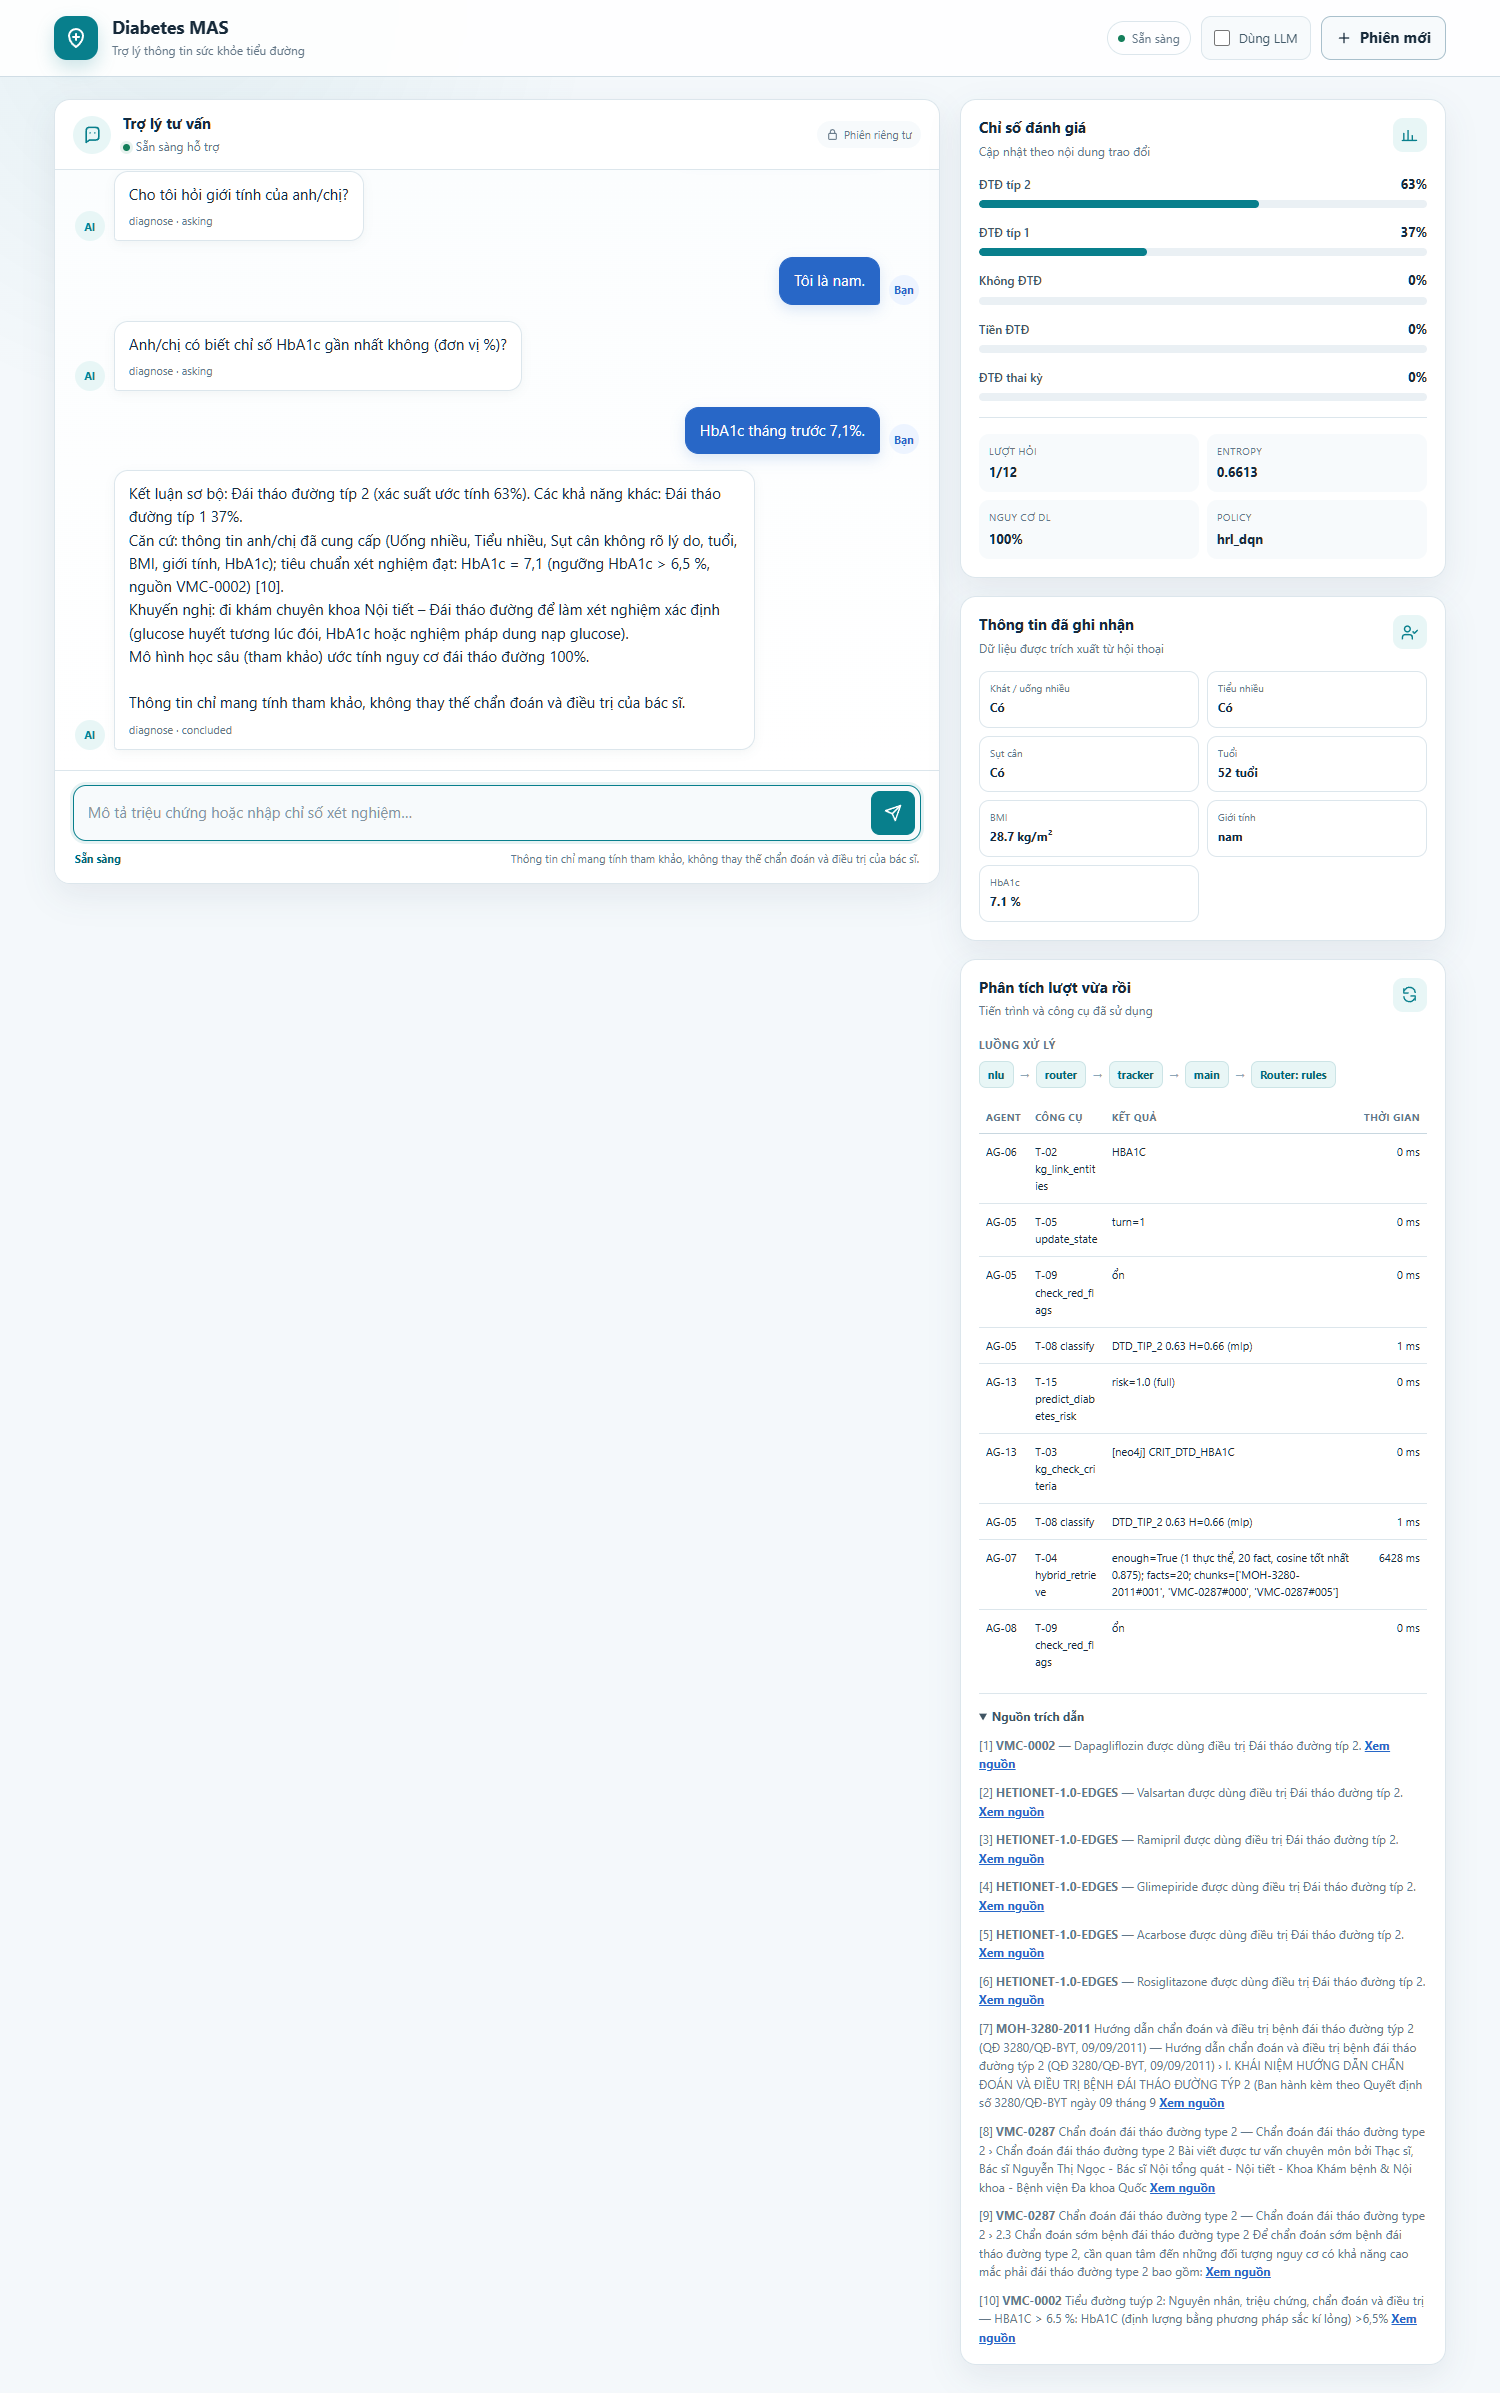 Diabetes MAS
Trợ lý thông tin sức khỏe tiểu đường
Sẵn sàng
Dùng LLM
Phiên mới
Trợ lý tư vấn
Sẵn sàng hỗ trợ
Phiên riêng tư
Cho tôi hỏi giới tính của anh/chị?
diagnose · asking
AI
Tôi là nam.
Bạn
Anh/chị có biết chỉ số HbA1c gần nhất không (đơn vị %)?
diagnose · asking
AI
HbA1c tháng trước 7,1%.
Bạn
Kết luận sơ bộ: Đái tháo đường típ 2 (xác suất ước tính 63%). Các khả năng khác: Đái tháo
đường típ 1 37%.
Căn cứ: thông tin anh/chị đã cung cấp (Uống nhiều, Tiểu nhiều, Sụt cân không rõ lý do, tuổi,
BMI, giới tính, HbA1c); tiêu chuẩn xét nghiệm đạt: HbA1c = 7,1 (ngưỡng HbA1c > 6,5 %,
nguồn VMC-0002) [10].
Khuyến nghị: đi khám chuyên khoa Nội tiết – Đái tháo đường để làm xét nghiệm xác định
(glucose huyết tương lúc đói, HbA1c hoặc nghiệm pháp dung nạp glucose).
Mô hình học sâu (tham khảo) ước tính nguy cơ đái tháo đường 100%.
Thông tin chỉ mang tính tham khảo, không thay thế chẩn đoán và điều trị của bác sĩ.
diagnose · concluded
AI
Mô tả triệu chứng hoặc nhập chỉ số xét nghiệm...
Sẵn sàng
Thông tin chỉ mang tính tham khảo, không thay thế chẩn đoán và điều trị của bác sĩ.
Chỉ số đánh giá
Cập nhật theo nội dung trao đổi
ĐTĐ típ 2 63%
ĐTĐ típ 1 37%
Không ĐTĐ 0%
Tiền ĐTĐ 0%
ĐTĐ thai kỳ 0%
LƯỢT HỎI
1/12
ENTROPY
0.6613
NGUY CƠ DL
100%
POLICY
hrl_dqn
Thông tin đã ghi nhận
Dữ liệu được trích xuất từ hội thoại
Khát / uống nhiều
Có
Tiểu nhiều
Có
Sụt cân
Có
Tuổi
52 tuổi
BMI
28.7 kg/m²
Giới tính
nam
HbA1c
7.1 %
Phân tích lượt vừa rồi
Tiến trình và công cụ đã sử dụng
LUỒNG XỬ LÝ
nlu → router → tracker → main → Router: rules
AGENT CÔNG CỤ KẾT QUẢ THỜI GIAN
AG-06 T-02 HBA1C 0 ms
kg_link_entit
ies
AG-05 T-05 turn=1 0 ms
update_state
AG-05 T-09 ổn 0 ms
check_red_fl
ags
AG-05 T-08 classify DTD_TIP_2 0.63 H=0.66 (mlp) 1 ms
AG-13 T-15 risk=1.0 (full) 0 ms
predict_diab
etes_risk
AG-13 T-03 [neo4j] CRIT_DTD_HBA1C 0 ms
kg_check_cri
teria
AG-05 T-08 classify DTD_TIP_2 0.63 H=0.66 (mlp) 1 ms
AG-07 T-04 enough=True (1 thực thể, 20 fact, cosine tốt nhất 6428 ms
hybrid_retrie 0.875); facts=20; chunks=['MOH-3280-
ve 2011#001', 'VMC-0287#000', 'VMC-0287#005']
AG-08 T-09 ổn 0 ms
check_red_fl
ags
▼ Nguồn trích dẫn
[1] VMC-0002 — Dapagliflozin được dùng điều trị Đái tháo đường típ 2. Xem
nguồn
[2] HETIONET-1.0-EDGES — Valsartan được dùng điều trị Đái tháo đường típ 2.
Xem nguồn
[3] HETIONET-1.0-EDGES — Ramipril được dùng điều trị Đái tháo đường típ 2.
Xem nguồn
[4] HETIONET-1.0-EDGES — Glimepiride được dùng điều trị Đái tháo đường típ 2.
Xem nguồn
[5] HETIONET-1.0-EDGES — Acarbose được dùng điều trị Đái tháo đường típ 2.
Xem nguồn
[6] HETIONET-1.0-EDGES — Rosiglitazone được dùng điều trị Đái tháo đường típ 2.
Xem nguồn
[7] MOH-3280-2011 Hướng dẫn chẩn đoán và điều trị bệnh đái tháo đường týp 2
(QĐ 3280/QĐ-BYT, 09/09/2011) — Hướng dẫn chẩn đoán và điều trị bệnh đái tháo
đường týp 2 (QĐ 3280/QĐ-BYT, 09/09/2011) › I. KHÁI NIỆM HƯỚNG DẪN CHẨN
ĐOÁN VÀ ĐIỀU TRỊ BỆNH ĐÁI THÁO ĐƯỜNG TÝP 2 (Ban hành kèm theo Quyết định
số 3280/QĐ-BYT ngày 09 tháng 9 Xem nguồn
[8] VMC-0287 Chẩn đoán đái tháo đường type 2 — Chẩn đoán đái tháo đường type
2 › Chẩn đoán đái tháo đường type 2 Bài viết được tư vấn chuyên môn bởi Thạc sĩ,
Bác sĩ Nguyễn Thị Ngọc - Bác sĩ Nội tổng quát - Nội tiết - Khoa Khám bệnh & Nội
khoa - Bệnh viện Đa khoa Quốc Xem nguồn
[9] VMC-0287 Chẩn đoán đái tháo đường type 2 — Chẩn đoán đái tháo đường type
2 › 2.3 Chẩn đoán sớm bệnh đái tháo đường type 2 Để chẩn đoán sớm bệnh đái
tháo đường type 2, cần quan tâm đến những đối tượng nguy cơ có khả năng cao
mắc phải đái tháo đường type 2 bao gồm: Xem nguồn
[10] VMC-0002 Tiểu đường tuýp 2: Nguyên nhân, triệu chứng, chẩn đoán và điều trị
— HBA1C > 6.5 %: HbA1C (định lượng bằng phương pháp sắc kí lỏng) >6,5% Xem
nguồn